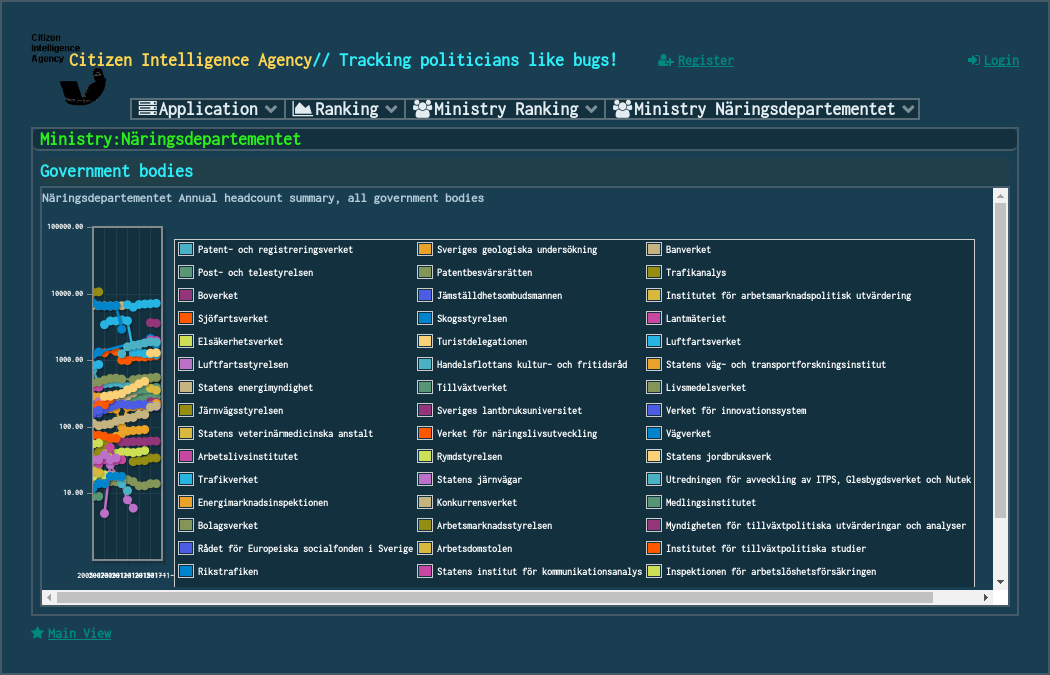 Citizen
Intelligence
Agency
Citizen Intelligence Agency// Tracking politicians like bugs!
Register
Login
Application
Ranking
Ministry Ranking
Ministry Näringsdepartementet
Ministry:Näringsdepartementet
Government bodies
Näringsdepartementet Annual headcount summary, all government bodies
100000.00
10000.00
1000.00
100.00
10.00
Patent- och registreringsverket Sveriges geologiska undersökning Banverket
Post- och telestyrelsen Patentbesvärsrätten Trafikanalys
Boverket Jämställdhetsombudsmannen Institutet för arbetsmarknadspolitisk utvärdering
Sjöfartsverket Skogsstyrelsen Lantmäteriet
Elsäkerhetsverket Turistdelegationen Luftfartsverket
Luftfartsstyrelsen Handelsflottans kultur- och fritidsråd Statens väg- och transportforskningsinstitut
Statens energimyndighet Tillväxtverket Livsmedelsverket
Järnvägsstyrelsen Sveriges lantbruksuniversitet Verket för innovationssystem
Statens veterinärmedicinska anstalt Verket för näringslivsutveckling Vägverket
Arbetslivsinstitutet Rymdstyrelsen Statens jordbruksverk
Trafikverket Statens järnvägar Utredningen för avveckling av ITPS, Glesbygdsverket och Nutek
Energimarknadsinspektionen Konkurrensverket Medlingsinstitutet
Bolagsverket Arbetsmarknadsstyrelsen Myndigheten för tillväxtpolitiska utvärderingar och analyser
Rådet för Europeiska socialfonden i Sverige Arbetsdomstolen Institutet för tillväxtpolitiska studier
Rikstrafiken Statens institut för kommunikationsanalys Inspektionen för arbetslöshetsförsäkringen
Main View